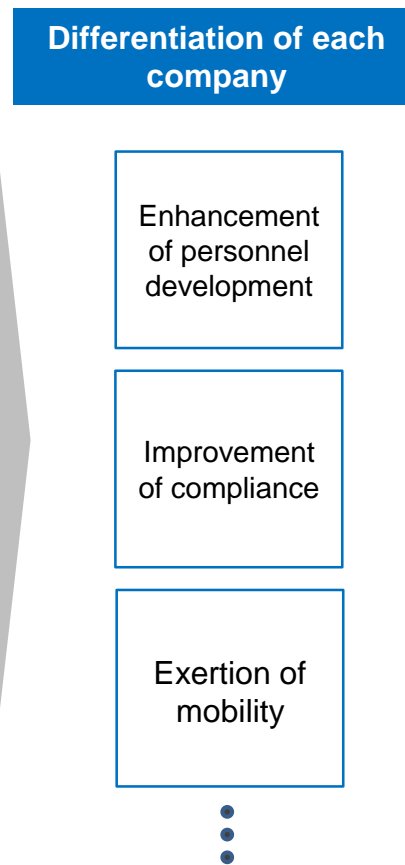 Differentiation of each
company
Enhancement
of personnel
development
Improvement
of compliance
Exertion of
mobility